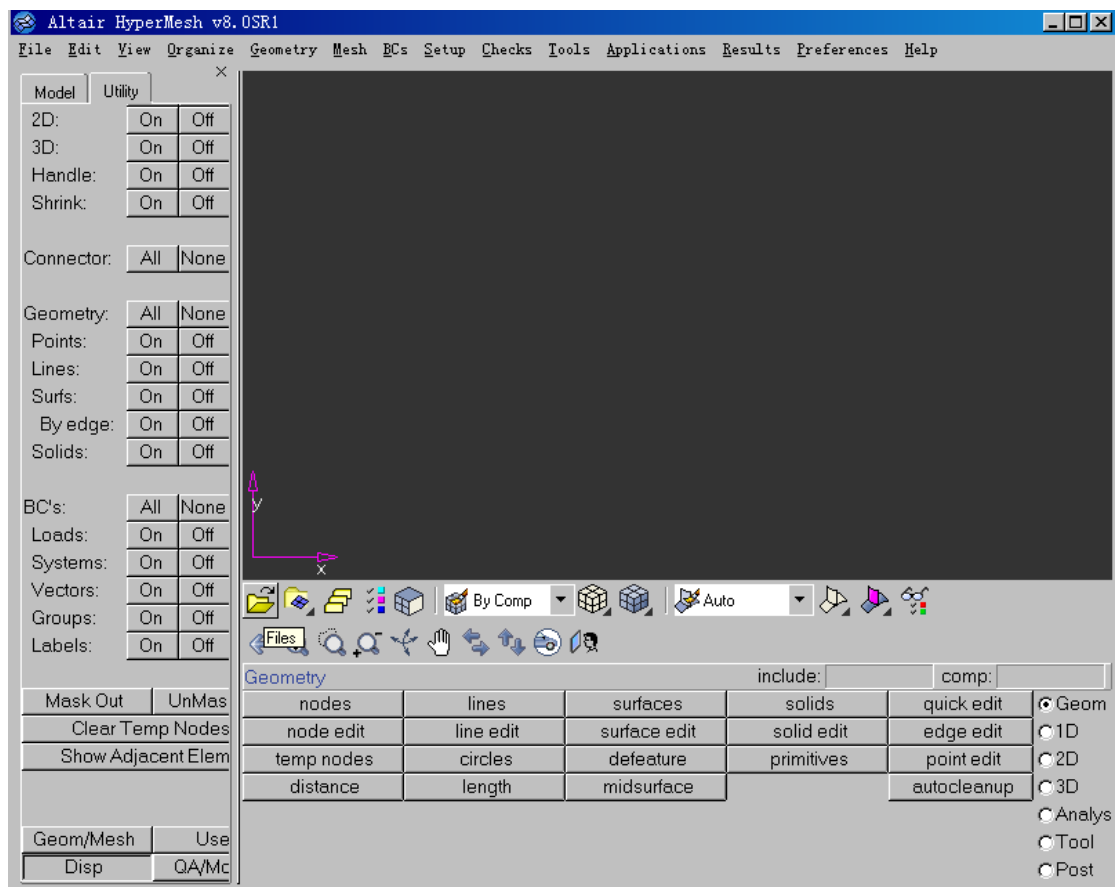 Altair HyperMesh v8.0SR1
File Edit View Organize Geometry Mesh BCs Setup Checks Tools Applications Results Preferences Help
Model Utility
2D: On Off
3D: On Off
Handle: On Off
Shrink: On Off
Connector: All None
Geometry: All None
Points: On Off
Lines: On Off
Surfs: On Off
By edge: On Off
Solids: On Off
BC's: All None
Loads: On Off
Systems: On Off
Vectors: On Off
Groups: On Off
Labels: On Off
Mask Out UnMas
Clear Temp Nodes
Show Adjacent Elem
Geom/Mesh Use
Disp QA/Mc
y
x
By Comp Auto
Files
Geometry include: comp:
nodes lines surfaces solids quick edit Geom
node edit line edit surface edit solid edit edge edit 1D
temp nodes circles defeature primitives point edit 2D
distance length midsurface autocleanup 3D
Analys
Tool
Post